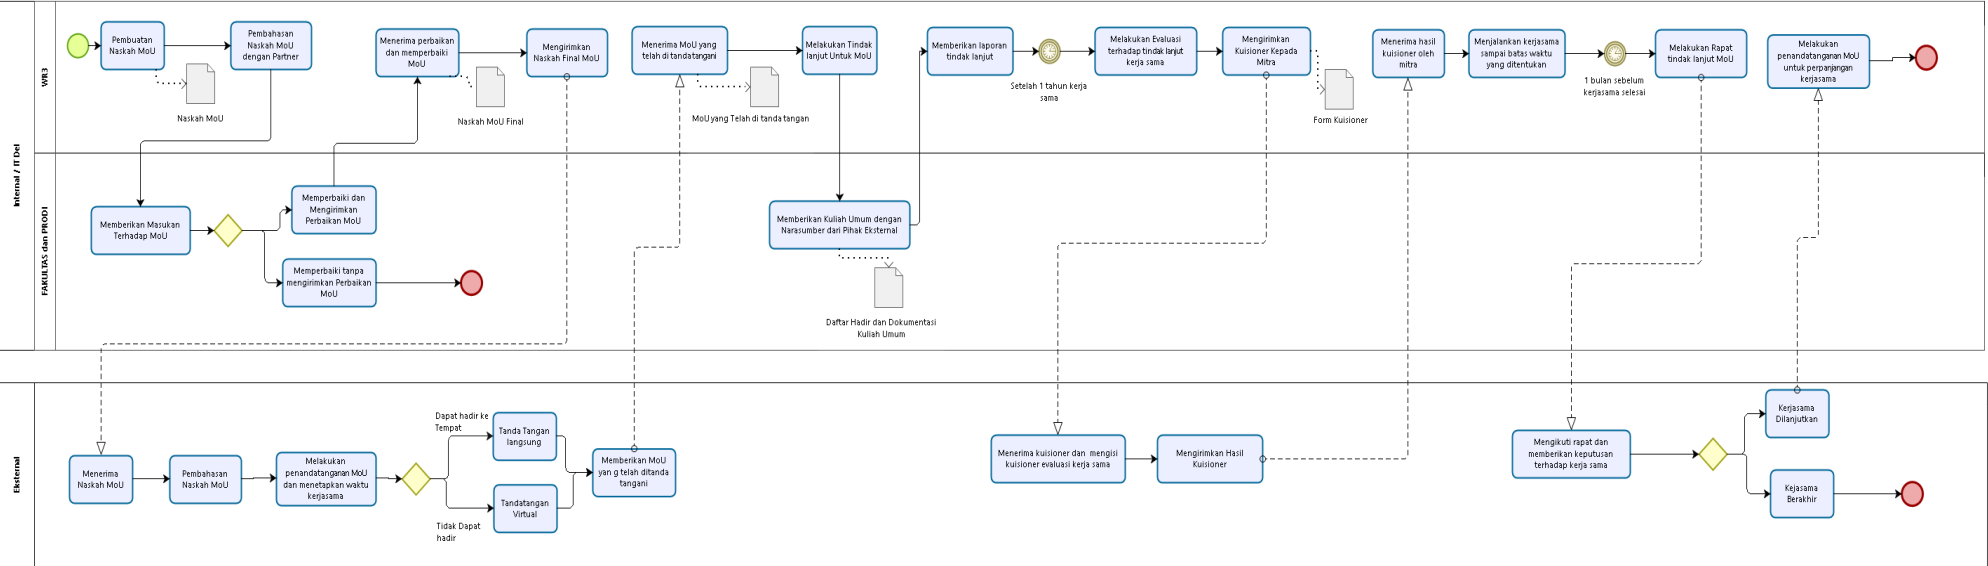 Internal / IT Del
WR3
Pembuatan
Naskah MoU
Pembahasan
Naskah MoU
dengan Partner
Naskah MoU
Menerima perbaikan
dan memperbaiki
MoU
Naskah MoU Final
Mengirimkan
Naskah Final MoU
Menerima MoU yang
telah di tandatangani
MoU yang Telah di tanda tangan
Melakukan Tindak
lanjut Untuk MoU
Memberikan laporan
tindak lanjut
Setelah 1 tahun kerja
sama
Melakukan Evaluasi
terhadap tindak lanjut
kerja sama
Mengirimkan
Kuisioner Kepada
Mitra
Form Kuisioner
Menerima hasil
kuisioner oleh
mitra
Menjalankan kerjasama
sampai batas waktu
yang ditentukan
1 bulan sebelum
kerjasama selesai
Melakukan Rapat
tindak lanjut MoU
Melakukan
penandatanganan MoU
untuk perpanjangan
kerjasama
FAKULTAS dan PRODI
Memberikan Masukan
Terhadap MoU
Memperbaiki dan
Mengirimkan
Perbaikan MoU
Memperbaiki tanpa
mengirimkan Perbaikan
MoU
Memberikan Kuliah Umum dengan
Narasumber dari Pihak Eksternal
Daftar Hadir dan Dokumentasi
Kuliah Umum
Eksternal
Menerima
Naskah MoU
Pembahasan
Naskah MoU
Melakukan
penandatanganan MoU
dan menetapkan waktu
kerjasama
Dapat hadir ke
Tempat
Tidak Dapat
hadir
Tanda Tangan
langsung
Tandatangan
Virtual
Memberikan MoU
yan g telah ditanda
tangani
Menerima kuisioner dan mengisi
kuisioner evaluasi kerja sama
Mengirimkan Hasil
Kuisioner
Mengikuti rapat dan
memberikan keputusan
terhadap kerja sama
Kerjasama
Dilanjutkan
Kejasama
Berakhir